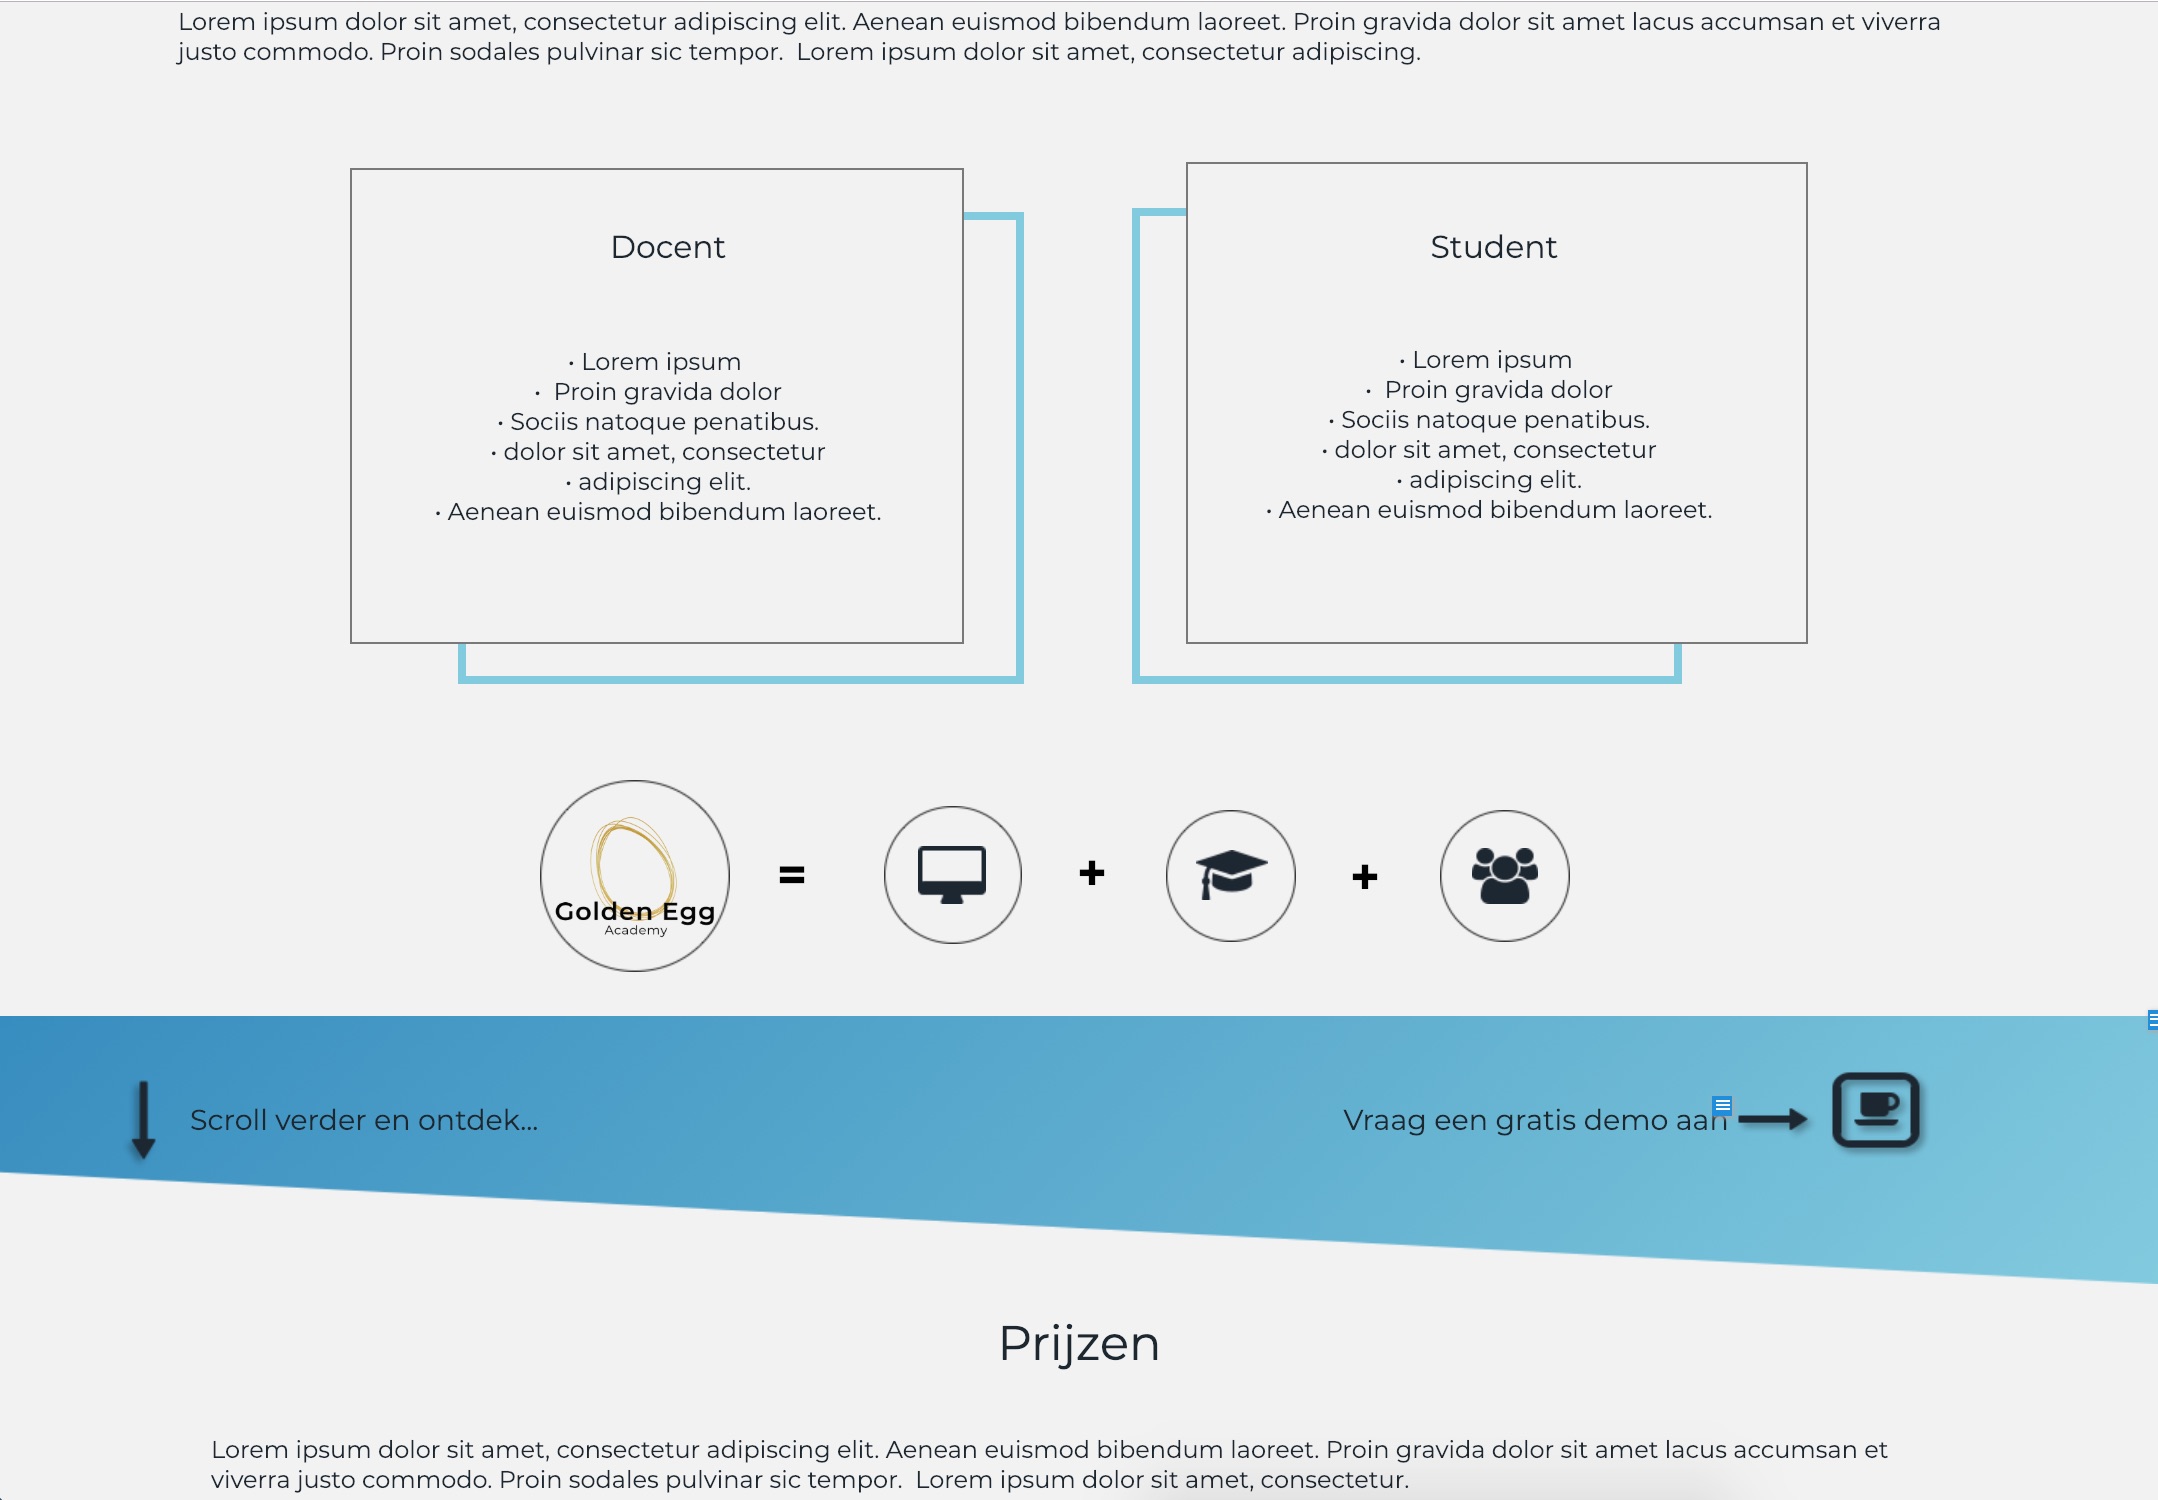 Lorem ipsum dolor sit amet, consectetur adipiscing elit. Aenean euismod bibendum laoreet. Proin gravida dolor sit amet lacus accumsan et viverra
justo commodo. Proin sodales pulvinar sic tempor.  Lorem ipsum dolor sit amet, consectetur adipiscing.
Docent
• Lorem ipsum
•  Proin gravida dolor
• Sociis natoque penatibus.
• dolor sit amet, consectetur
• adipiscing elit.
• Aenean euismod bibendum laoreet.
Student
• Lorem ipsum
•  Proin gravida dolor
• Sociis natoque penatibus.
• dolor sit amet, consectetur
• adipiscing elit.
• Aenean euismod bibendum laoreet.
Golden Egg
Academy
= + +
Scroll verder en ontdek...
Vraag een gratis demo aan
Prijzen
Lorem ipsum dolor sit amet, consectetur adipiscing elit. Aenean euismod bibendum laoreet. Proin gravida dolor sit amet lacus accumsan et
viverra justo commodo. Proin sodales pulvinar sic tempor.  Lorem ipsum dolor sit amet, consectetur.